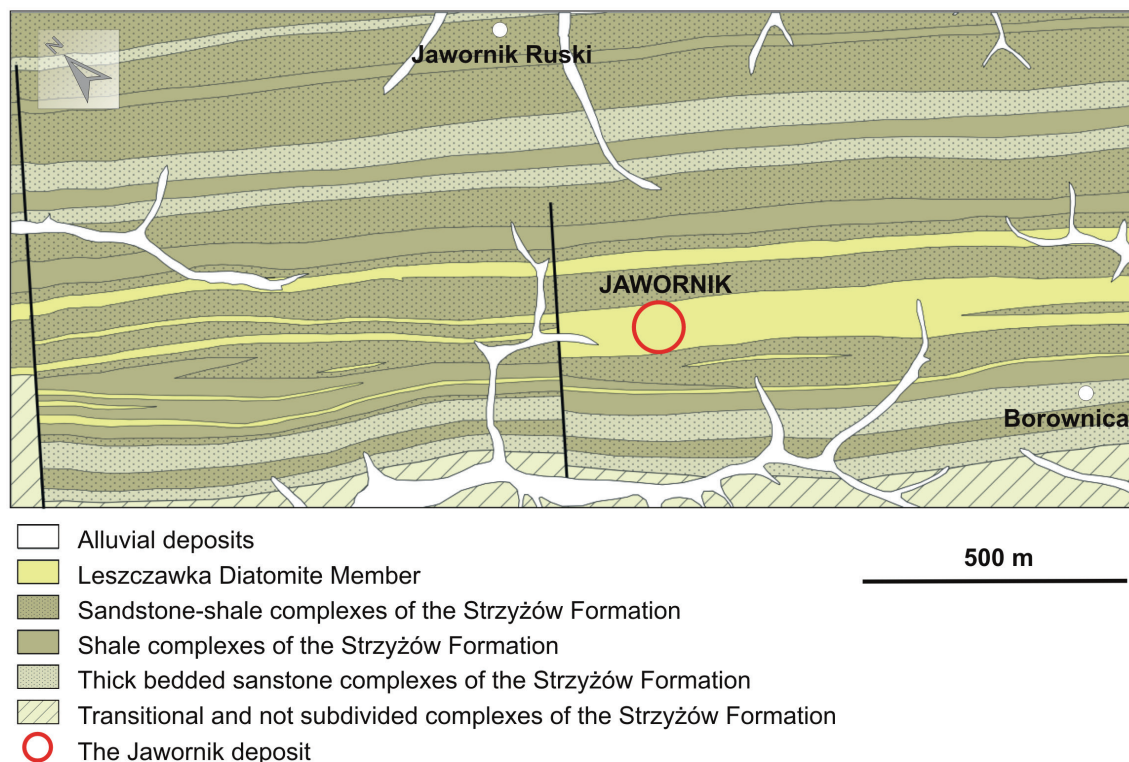 N
Jawornik Ruski
JAWORNIK
Borownica
Alluvial deposits
Leszczawka Diatomite Member
500 m
Sandstone-shale complexes of the Strzyżów Formation
Shale complexes of the Strzyżów Formation
Thick bedded sanstone complexes of the Strzyżów Formation
Transitional and not subdivided complexes of the Strzyżów Formation
The Jawornik deposit